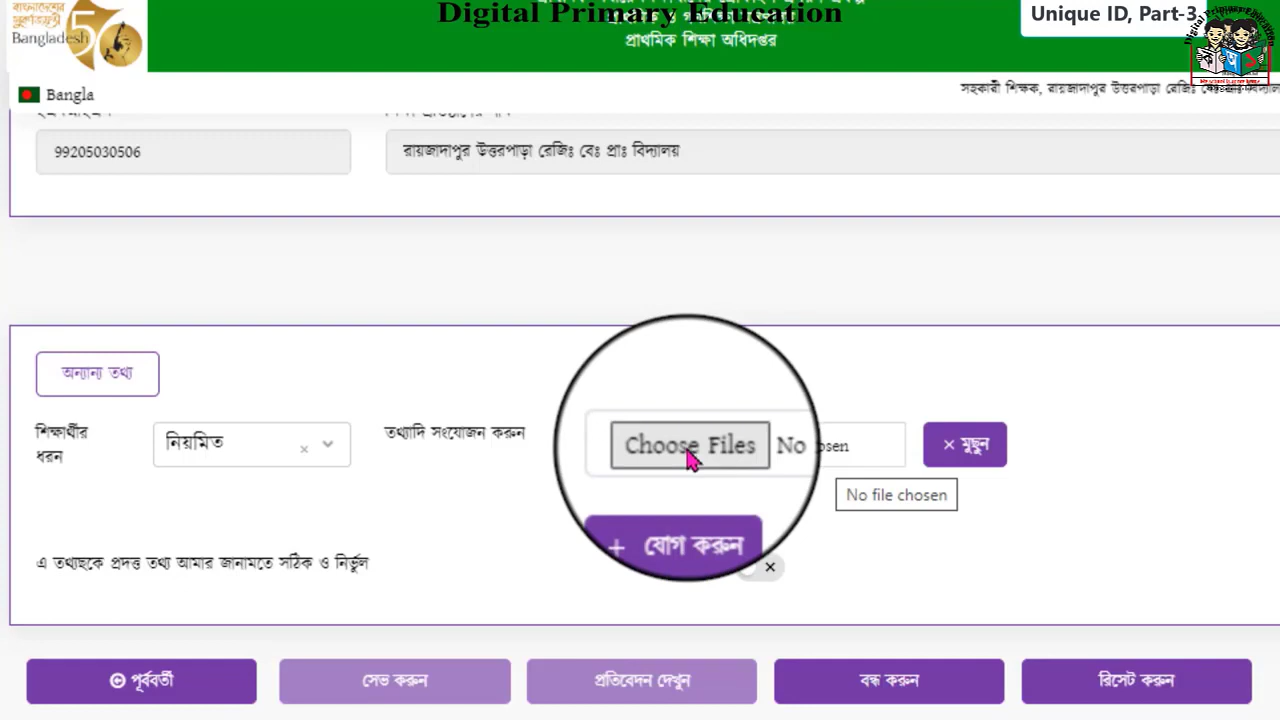 Digital Primary Education
Unique ID, Part-3
বাংলাদেশের
Bangladesh
প্রাথমিক শিক্ষা অধিদপ্তর
Bangla
সহকারী শিক্ষক, রায়জাদাপুর উত্তরপাড়া রেজিঃ বেঃ প্রাঃ
99205030506
রায়জাদাপুর উত্তরপাড়া রেজিঃ বেঃ প্রাঃ বিদ্যালয়
অন্যান্য তথ্য
শিক্ষার্থীর
ধরন
নিয়মিত
তথ্যাদি সংযোজন করুন
Choose Files No osen
× মুছুন
No file chosen
+ যোগ করুন
এ তথ্যছকে প্রদত্ত তথ্য আমার জানামতে সঠিক ও নির্ভুল
পূর্ববর্তী
সেভ করুন
প্রতিবেদন দেখুন
বন্ধ করুন
রিসেট করুন